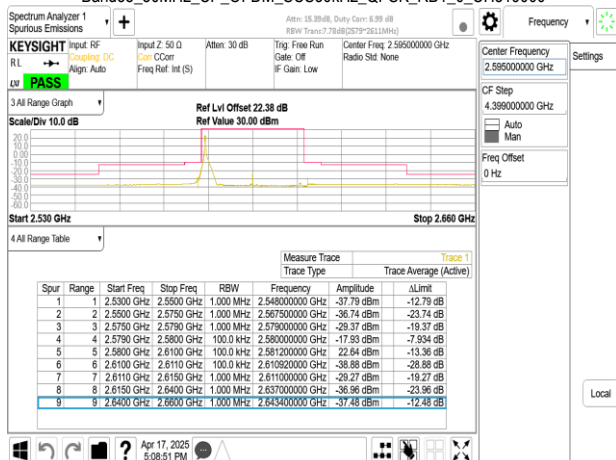 Spectrum Analyzer 1
Spurious Emissions
Attn: 15.39dB, Duty Corr: 6.99 dB
RBW Trans:7.78dB(2579~2611MHz)
Frequency
KEYSIGHT
RL
PASS
Input: RF
Coupling: DC
Align: Auto
Input Z: 50 Ω
Corr CCorr
Freq Ref: Int (S)
Atten: 30 dB
Trig: Free Run
Gate: Off
IF Gain: Low
Center Freq: 2.595000000 GHz
Radio Std: None
Center Frequency
2.595000000 GHz
Settings
CF Step
4.399000000 GHz
Auto
Man
Freq Offset
0 Hz
3 All Range Graph
Scale/Div 10.0 dB
Ref Lvl Offset 22.38 dB
Ref Value 30.00 dBm
20.0
10.0
0.00
-10.0
-20.0
-30.0
-40.0
-50.0
-60.0
Start 2.530 GHz
Stop 2.660 GHz
4 All Range Table
Measure Trace Trace 1
Trace Type Trace Average (Active)
Spur Range Start Freq Stop Freq RBW Frequency Amplitude ΔLimit
1 1 2.5300 GHz 2.5500 GHz 1.000 MHz 2.548000000 GHz -37.79 dBm -12.79 dB
2 2 2.5500 GHz 2.5750 GHz 1.000 MHz 2.567500000 GHz -36.74 dBm -23.74 dB
3 3 2.5750 GHz 2.5790 GHz 1.000 MHz 2.579000000 GHz -29.37 dBm -19.37 dB
4 4 2.5790 GHz 2.5800 GHz 100.0 kHz 2.580000000 GHz -17.93 dBm -7.934 dB
5 5 2.5800 GHz 2.6100 GHz 100.0 kHz 2.581200000 GHz 22.64 dBm -13.36 dB
6 6 2.6100 GHz 2.6110 GHz 100.0 kHz 2.610920000 GHz -38.88 dBm -28.88 dB
7 7 2.6110 GHz 2.6150 GHz 1.000 MHz 2.611000000 GHz -29.27 dBm -19.27 dB
8 8 2.6150 GHz 2.6400 GHz 1.000 MHz 2.637000000 GHz -36.96 dBm -23.96 dB
9 9 2.6400 GHz 2.6600 GHz 1.000 MHz 2.643400000 GHz -37.48 dBm -12.48 dB
Local
Apr 17, 2025
5:08:51 PM